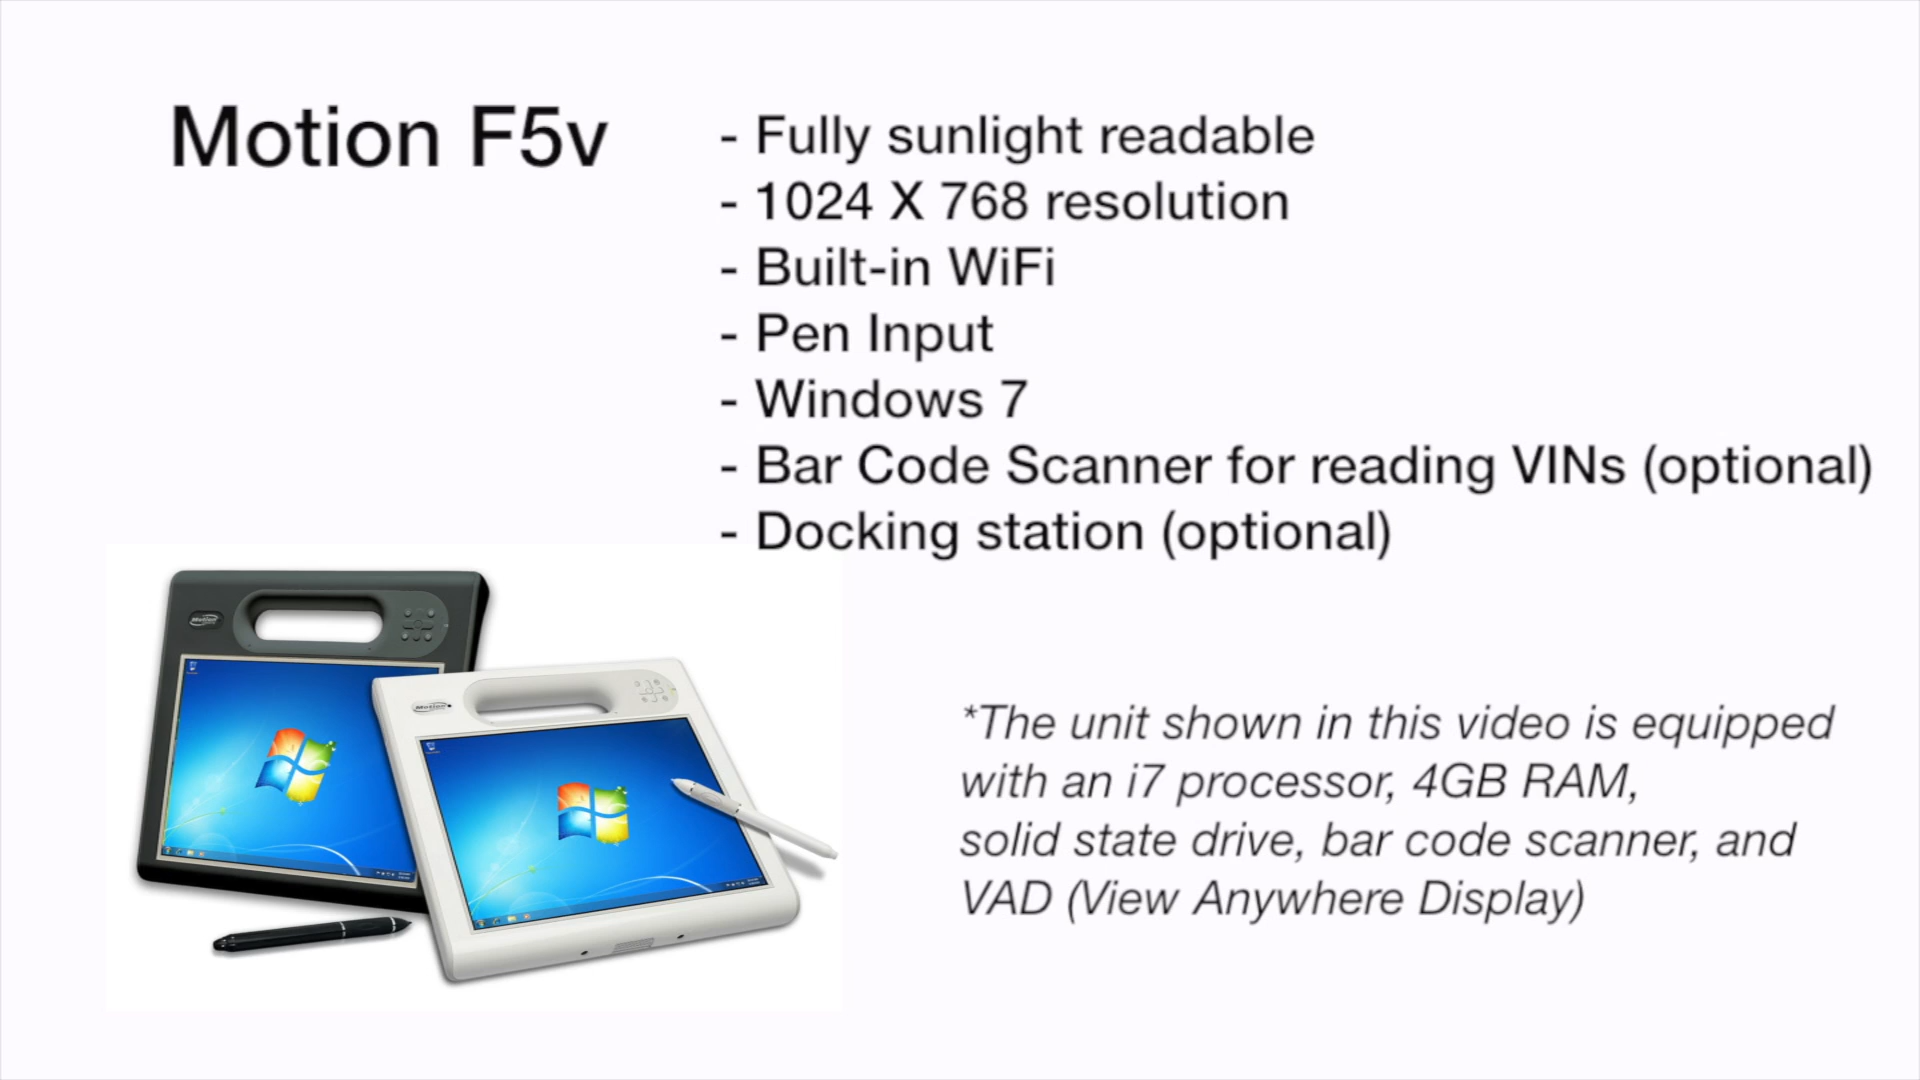 Motion F5v
- Fully sunlight readable
- 1024 X 768 resolution
- Built-in WiFi
- Pen Input
- Windows 7
- Bar Code Scanner for reading VINs (optional)
- Docking station (optional)
Motion
Motion
*The unit shown in this video is equipped
with an i7 processor, 4GB RAM,
solid state drive, bar code scanner, and
VAD (View Anywhere Display)